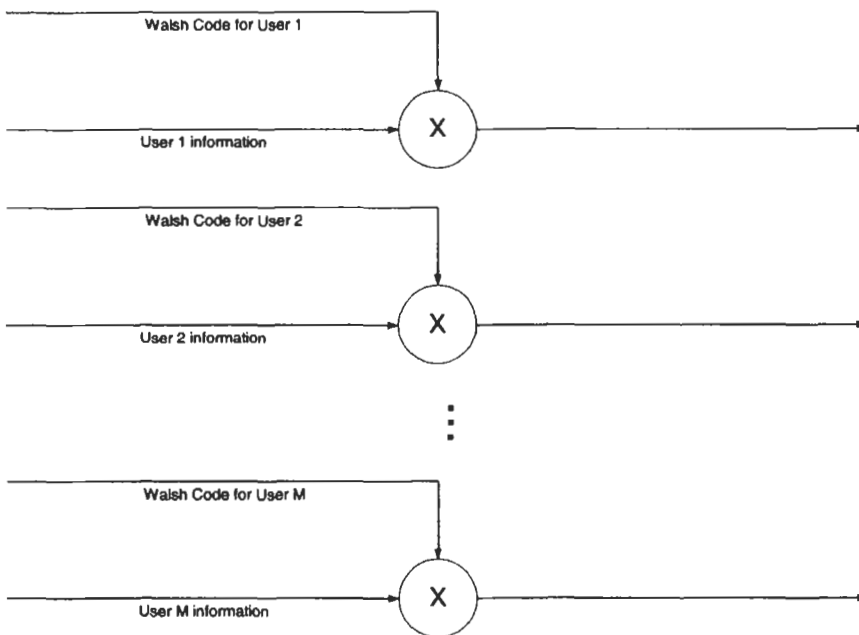 Walsh Code for User 1
X
User 1 information
Walsh Code for User 2
X
User 2 information
Walsh Code for User M
X
User M information